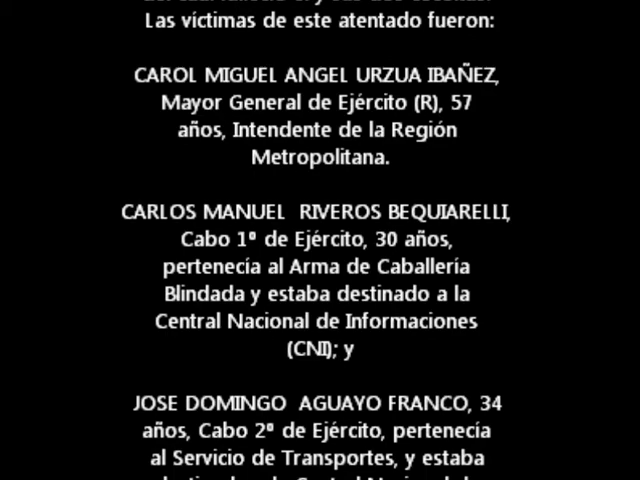 Las víctimas de este atentado fueron:
CAROL MIGUEL ANGEL URZUA IBAÑEZ,
Mayor General de Ejército (R), 57
años, Intendente de la Región
Metropolitana.
CARLOS MANUEL  RIVEROS BEQUIARELLI,
Cabo 1º de Ejército, 30 años,
pertenecía al Arma de Caballería
Blindada y estaba destinado a la
Central Nacional de Informaciones
(CNI); y
JOSE DOMINGO  AGUAYO FRANCO, 34
años, Cabo 2º de Ejército, pertenecía
al Servicio de Transportes, y estaba